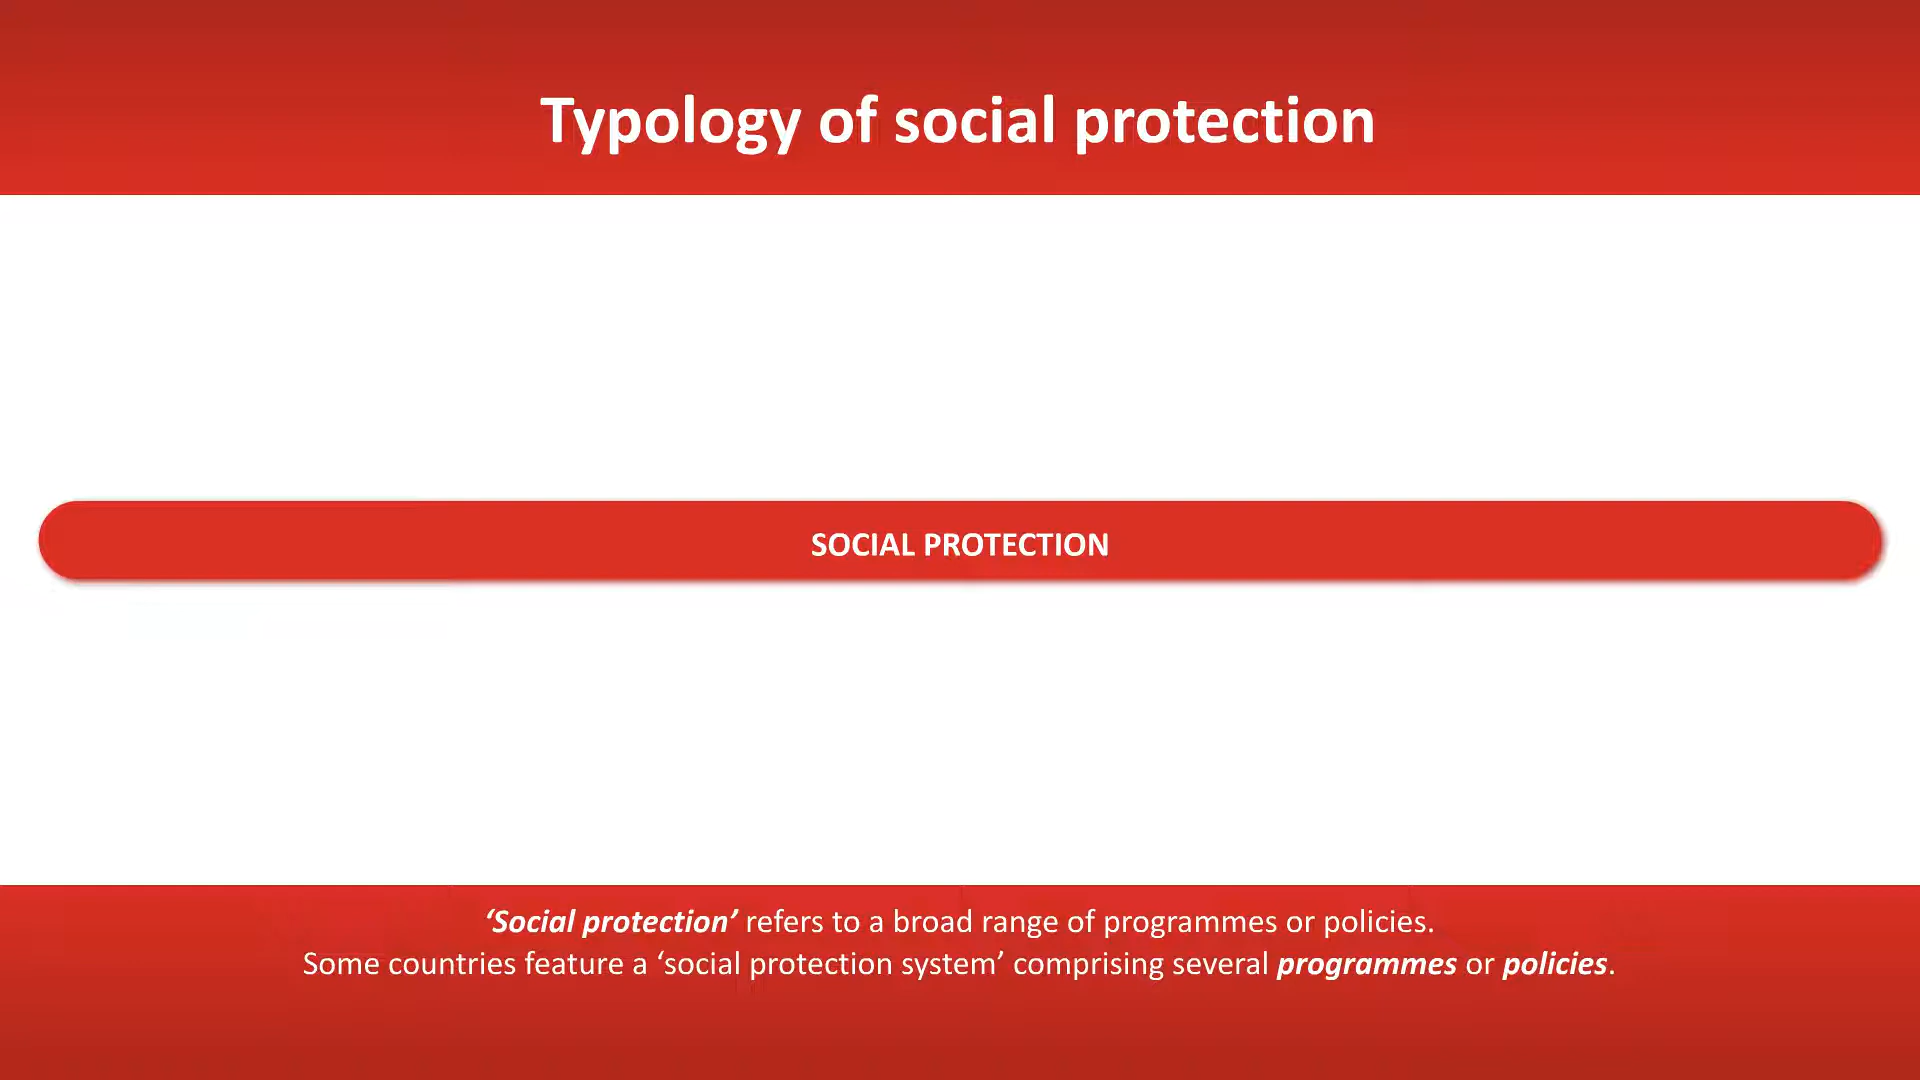 Typology of social protection
SOCIAL PROTECTION
‘Social protection’ refers to a broad range of programmes or policies.
Some countries feature a ‘social protection system’ comprising several programmes or policies.